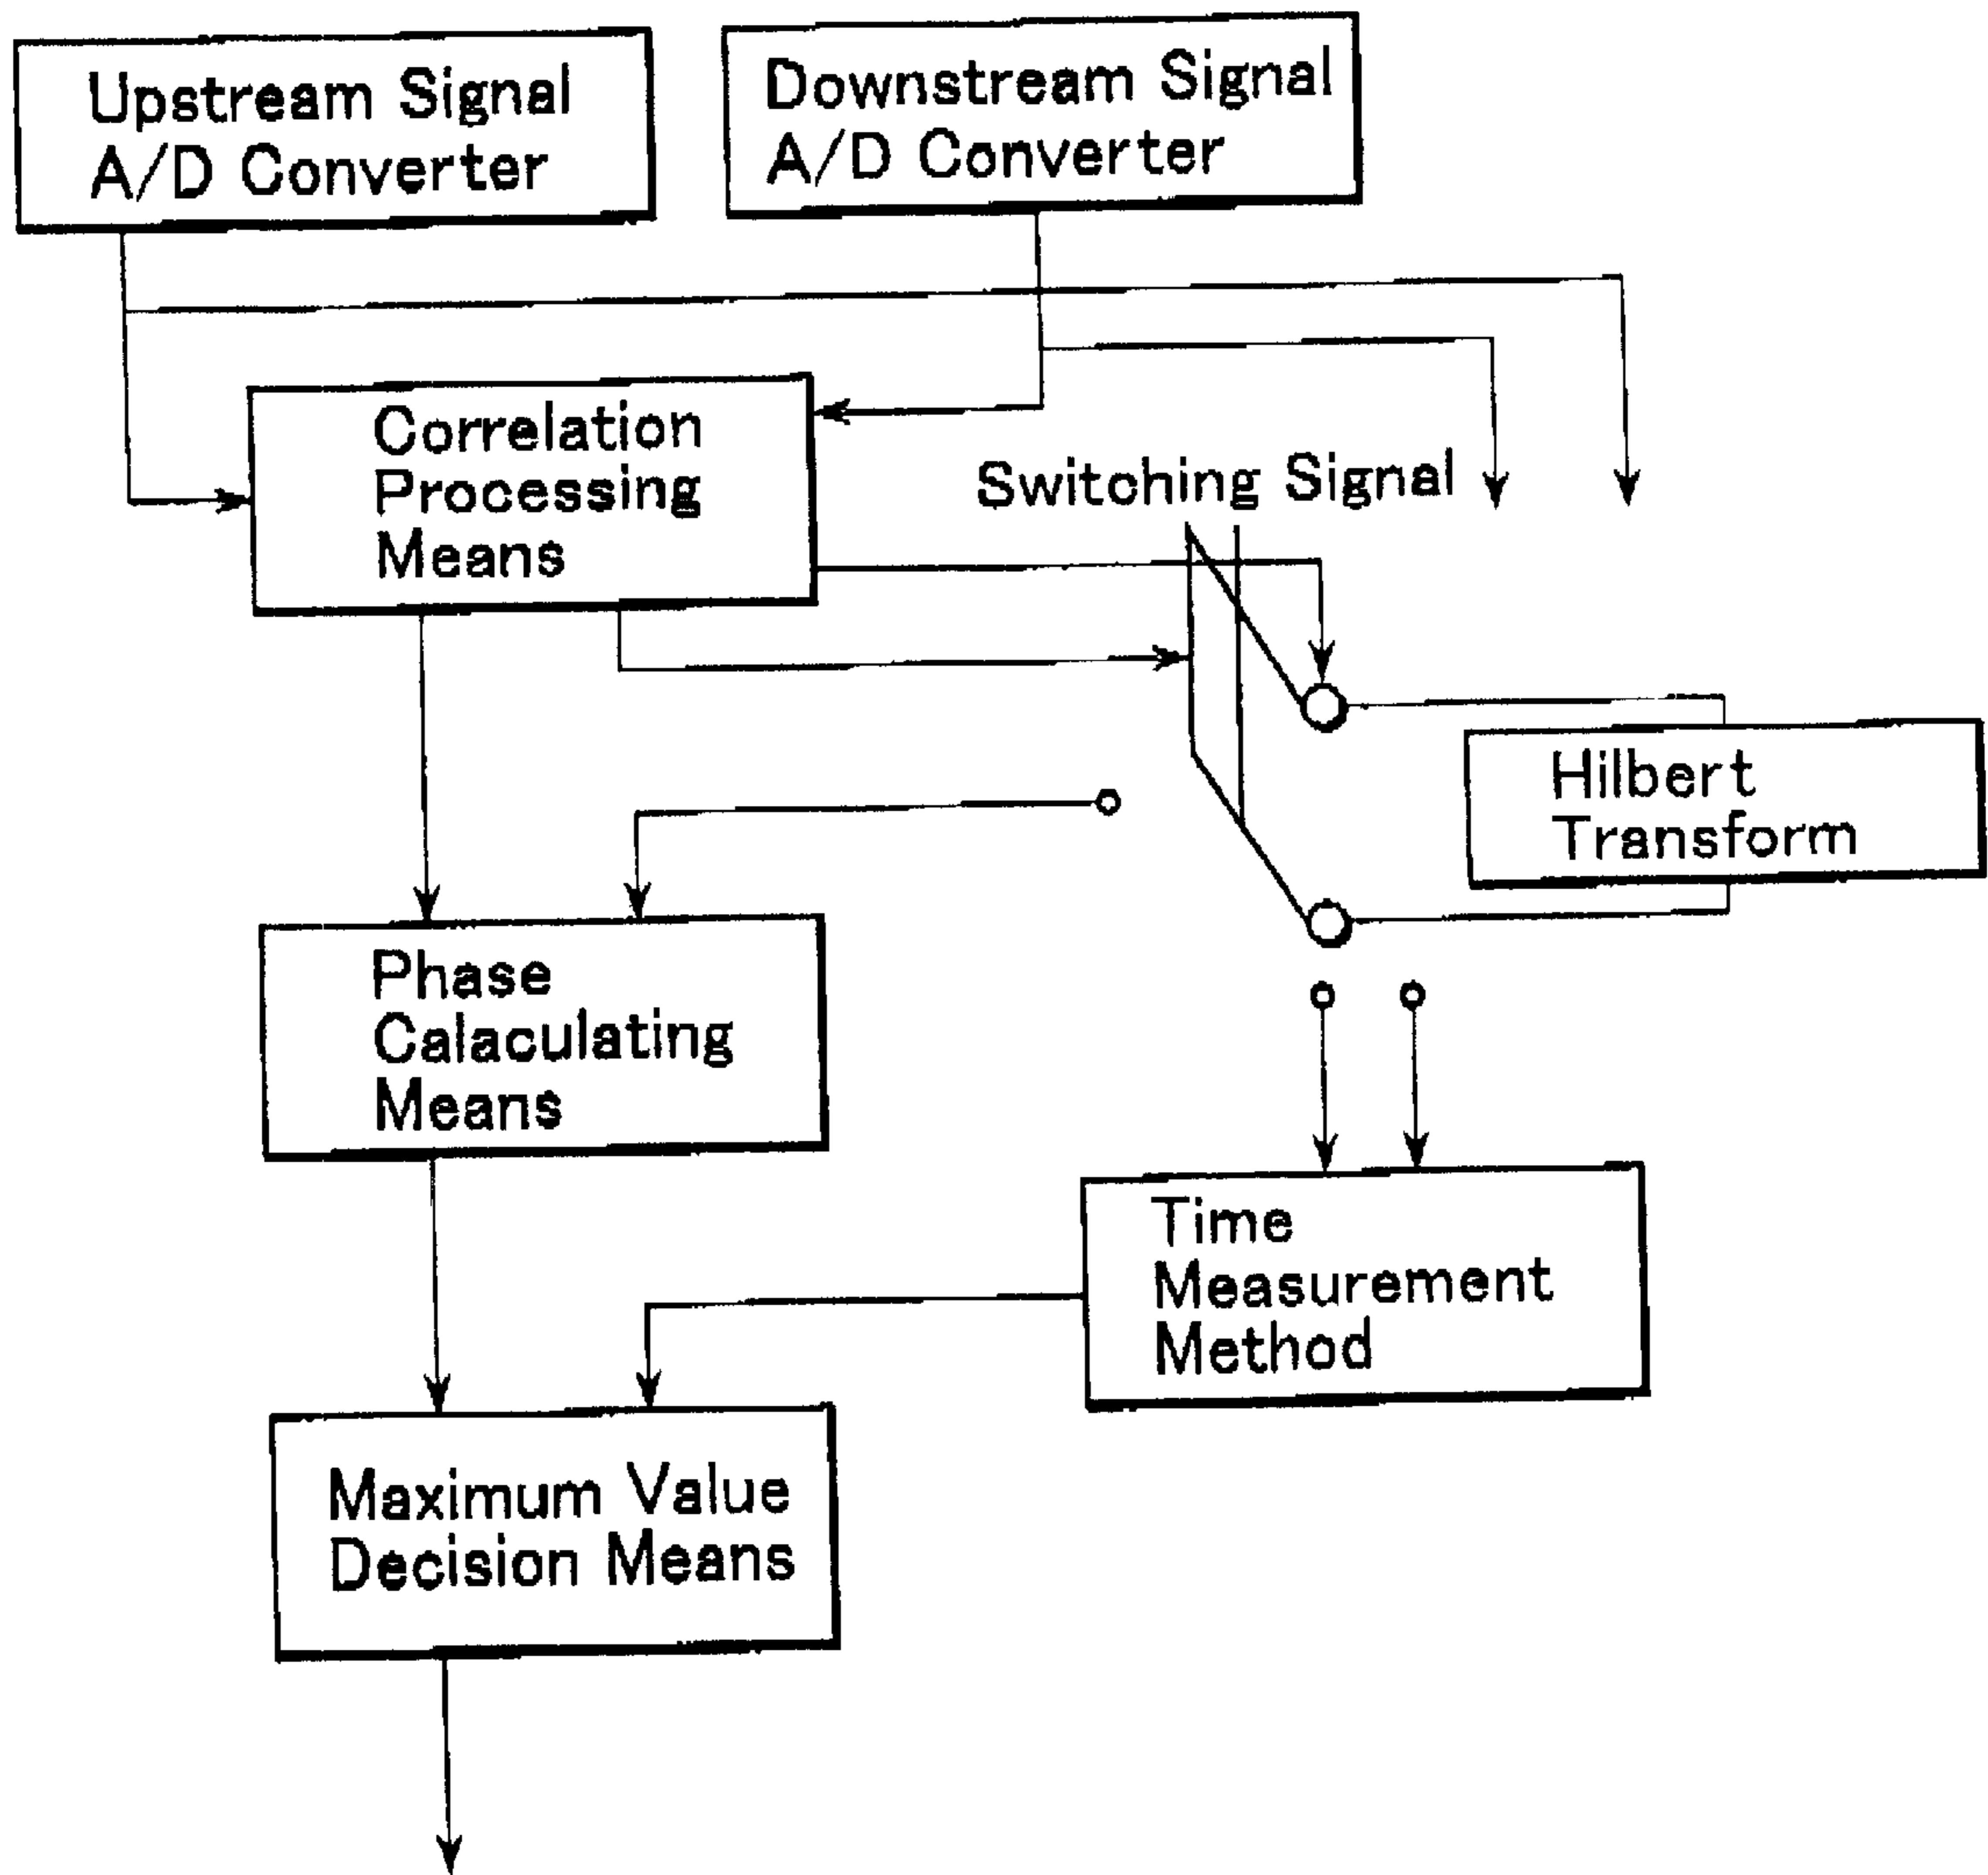 Upstream Signal
A/D Converter
Downstream Signal
A/D Converter
Correlation
Processing
Means
Switching Signal
Hilbert
Transform
Phase
Calaculating
Means
Time
Measurement
Method
Maximum Value
Decision Means